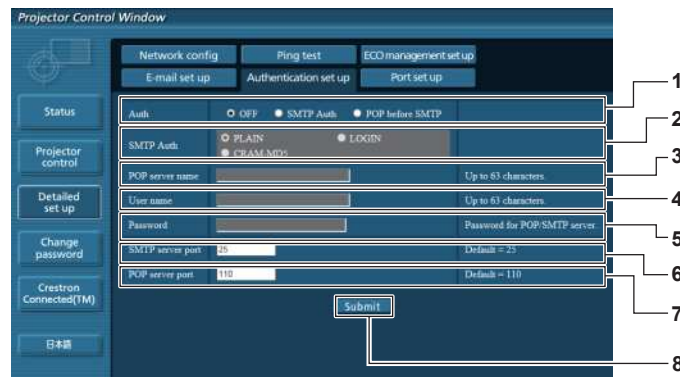 Projector Control Window
Network config Ping test ECO management set up
E-mail set up Authentication set up Port set up
Status
Projector control
Detailed set up
Change password
Crestron Connected(TM)
日本語
Auth OFF SMTP Auth POP before SMTP 1
SMTP Auth PLAIN LOGIN 2
CRAM-MD5
POP server name Up to 63 characters. 3
User name Up to 63 characters. 4
Password Password for POP/SMTP server. 5
SMTP server port 25 Default = 25 6
POP server port 110 Default = 110 7
Submit 8